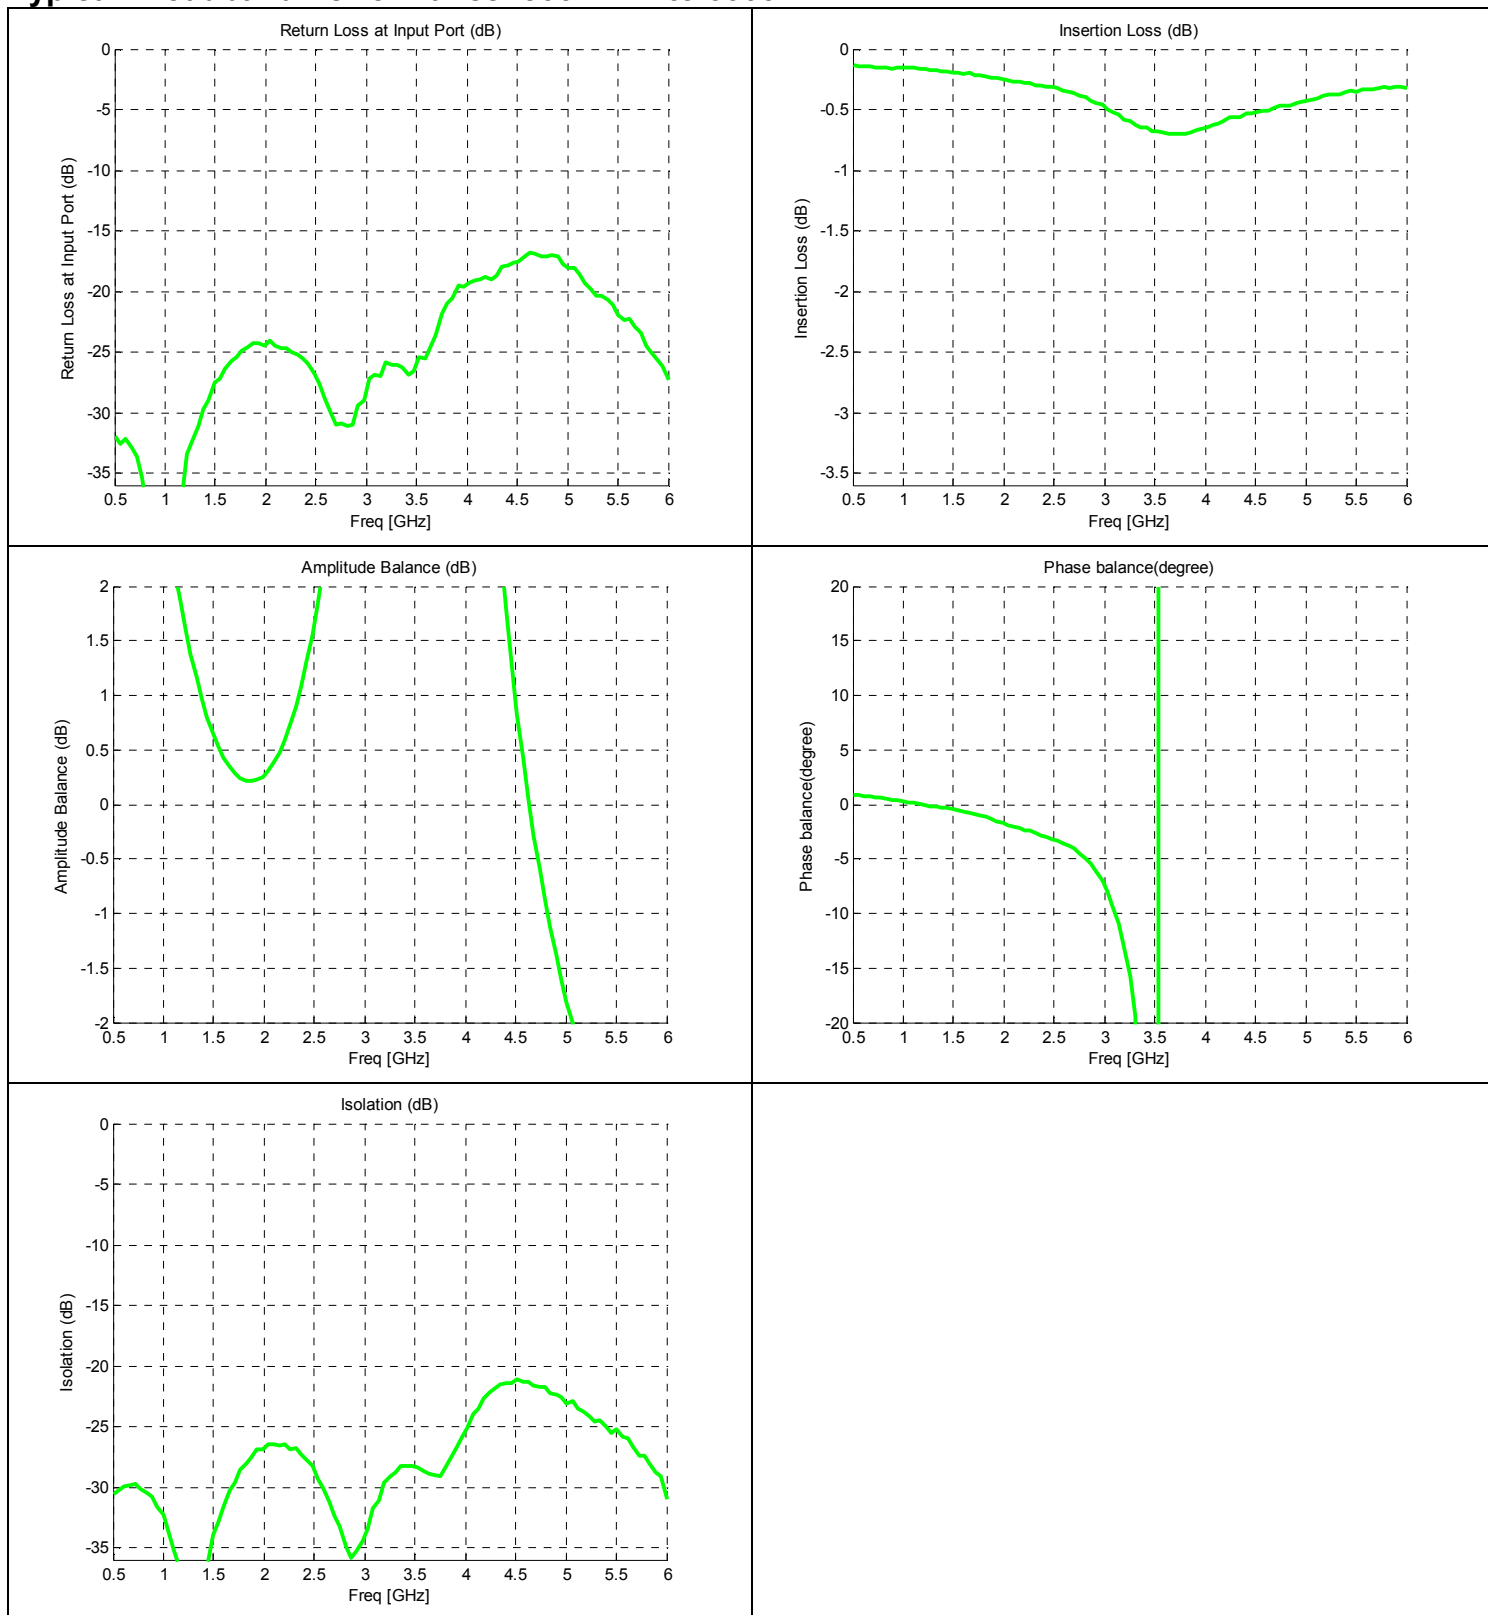 Return Loss at Input Port (dB)
0
-5
-10
-15
-20
-25
-30
-35
Return Loss at Input Port (dB)
0.5 1 1.5 2 2.5 3 3.5 4 4.5 5 5.5 6
Freq [GHz]
Insertion Loss (dB)
0
-0.5
-1
-1.5
-2
-2.5
-3
-3.5
Insertion Loss (dB)
0.5 1 1.5 2 2.5 3 3.5 4 4.5 5 5.5 6
Freq [GHz]
Amplitude Balance (dB)
2
1.5
1
0.5
0
-0.5
-1
-1.5
-2
Amplitude Balance (dB)
0.5 1 1.5 2 2.5 3 3.5 4 4.5 5 5.5 6
Freq [GHz]
Phase balance(degree)
20
15
10
5
0
-5
-10
-15
-20
Phase balance(degree)
0.5 1 1.5 2 2.5 3 3.5 4 4.5 5 5.5 6
Freq [GHz]
Isolation (dB)
0
-5
-10
-15
-20
-25
-30
-35
Isolation (dB)
0.5 1 1.5 2 2.5 3 3.5 4 4.5 5 5.5 6
Freq [GHz]